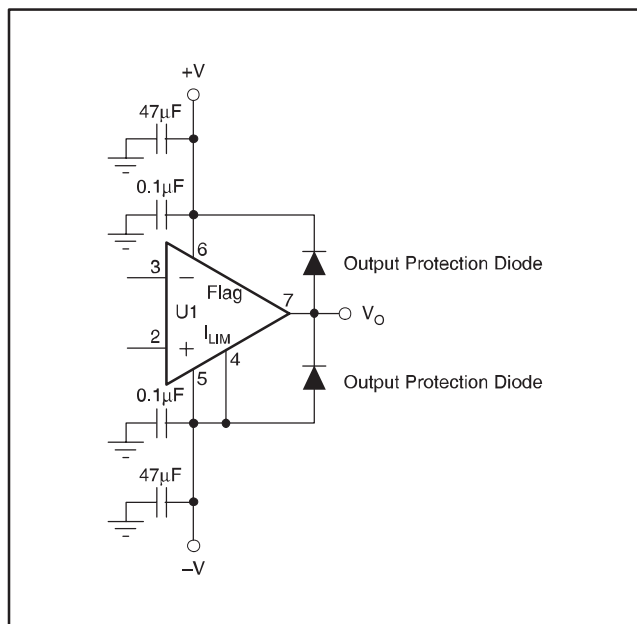 +V
47μF
0.1μF
6
3
−
Flag
7
Output Protection Diode
U1
V_O
I_LIM
2
+
4
5
Output Protection Diode
0.1μF
47μF
–V